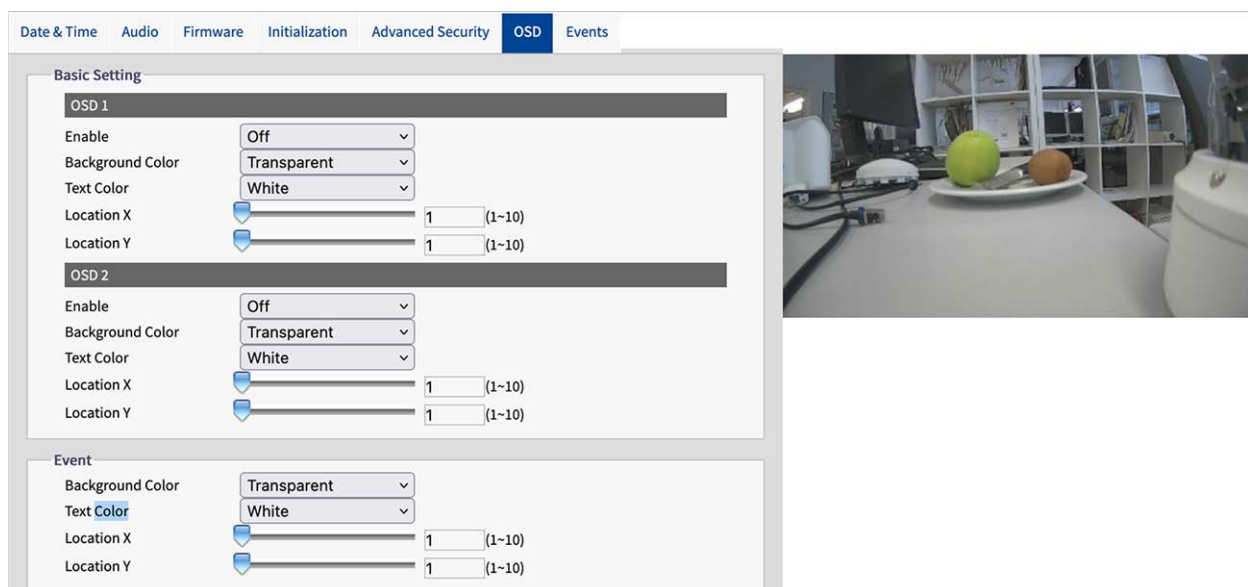 Date & Time Audio Firmware Initialization Advanced Security OSD Events
Basic Setting
OSD 1
Enable Off
Background Color Transparent
Text Color White
Location X 1 (1~10)
Location Y 1 (1~10)
OSD 2
Enable Off
Background Color Transparent
Text Color White
Location X 1 (1~10)
Location Y 1 (1~10)
Event
Background Color Transparent
Text Color White
Location X 1 (1~10)
Location Y 1 (1~10)